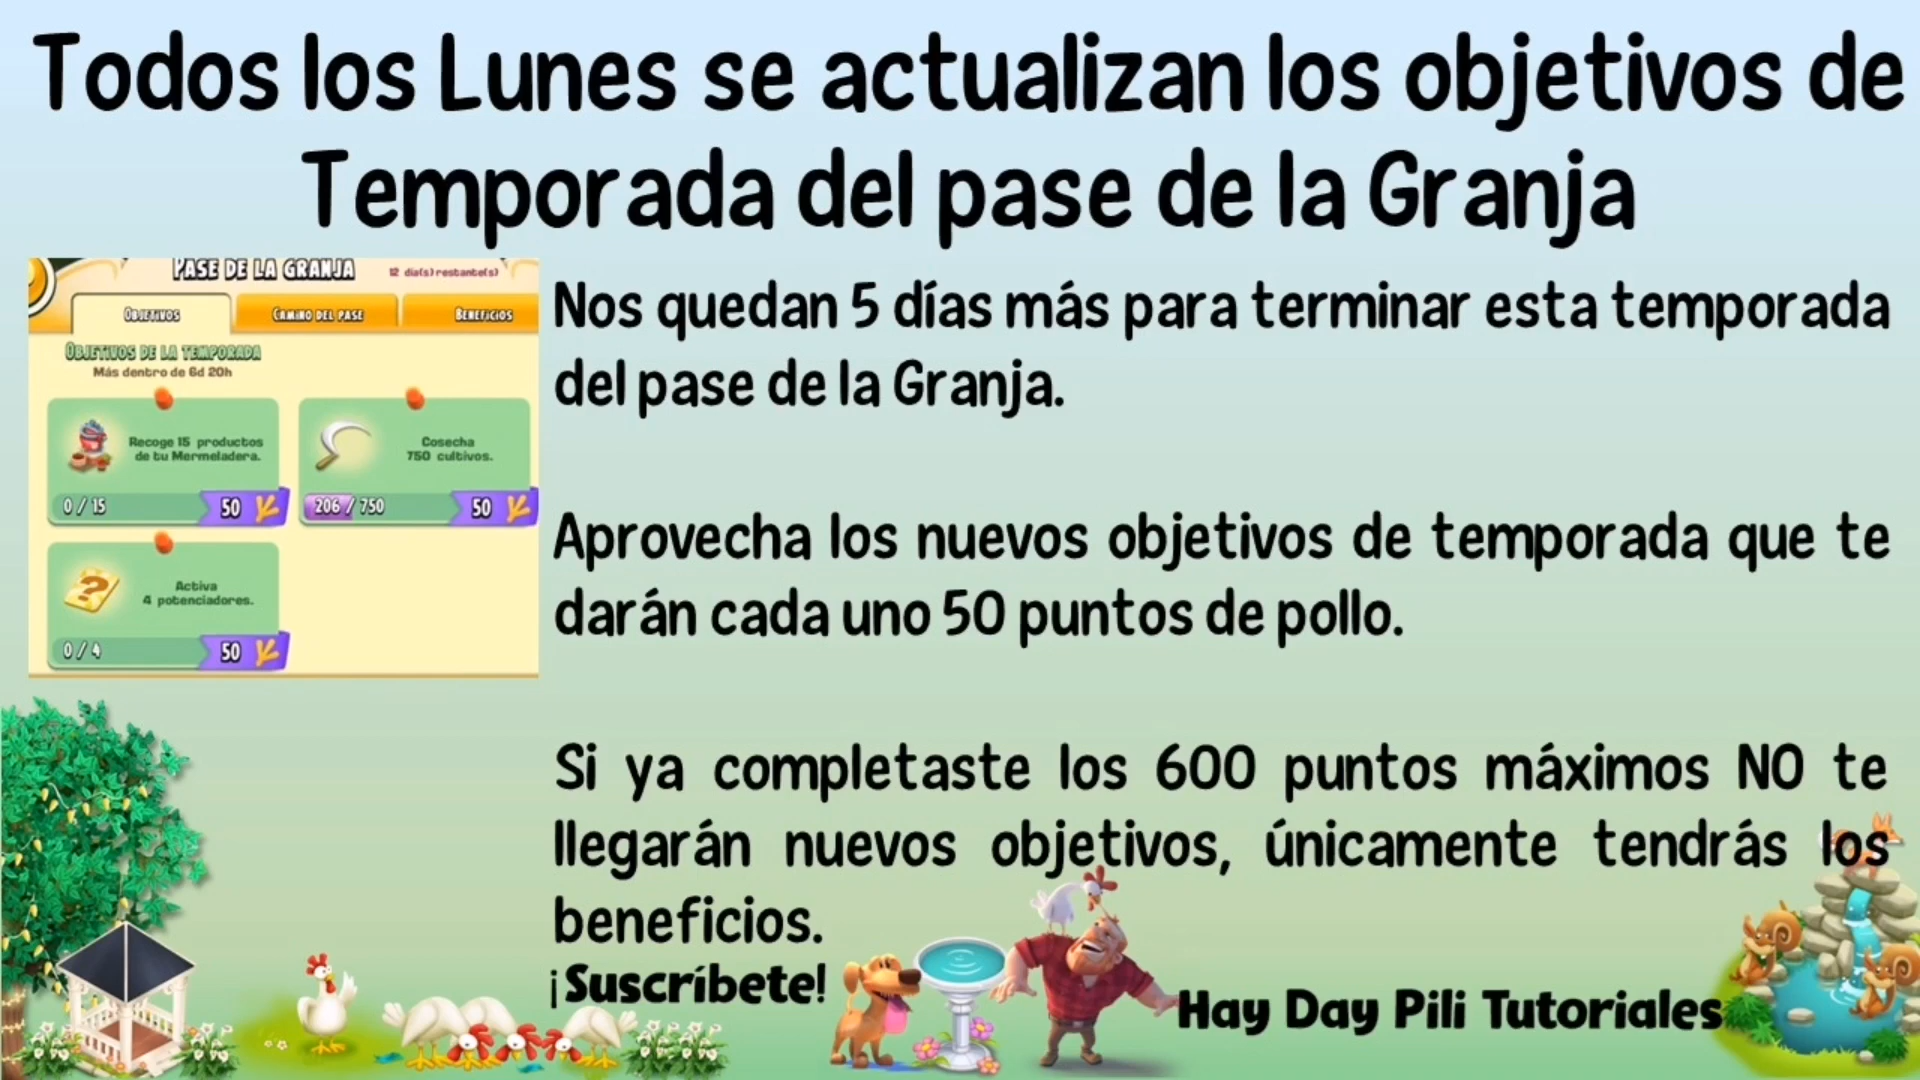 Todos los Lunes se actualizan los objetivos de
Temporada del pase de la Granja
PASE DE LA GRANJA
12 día(s) restante(s)
OBJETIVOS
CAMINO DEL PASE
BENEFICIOS
OBJETIVOS DE LA TEMPORADA
Más dentro de 6d 20h
Recoge 15 productos
de tu Mermeladera.
0 / 15
50
Cosecha
750 cultivos.
206 / 750
50
Activa
4 potenciadores.
0 / 4
50
Nos quedan 5 días más para terminar esta temporada
del pase de la Granja.
Aprovecha los nuevos objetivos de temporada que te
darán cada uno 50 puntos de pollo.
Si ya completaste los 600 puntos máximos NO te
llegarán nuevos objetivos, únicamente tendrás los
beneficios.
¡Suscríbete!
Hay Day Pili Tutoriales